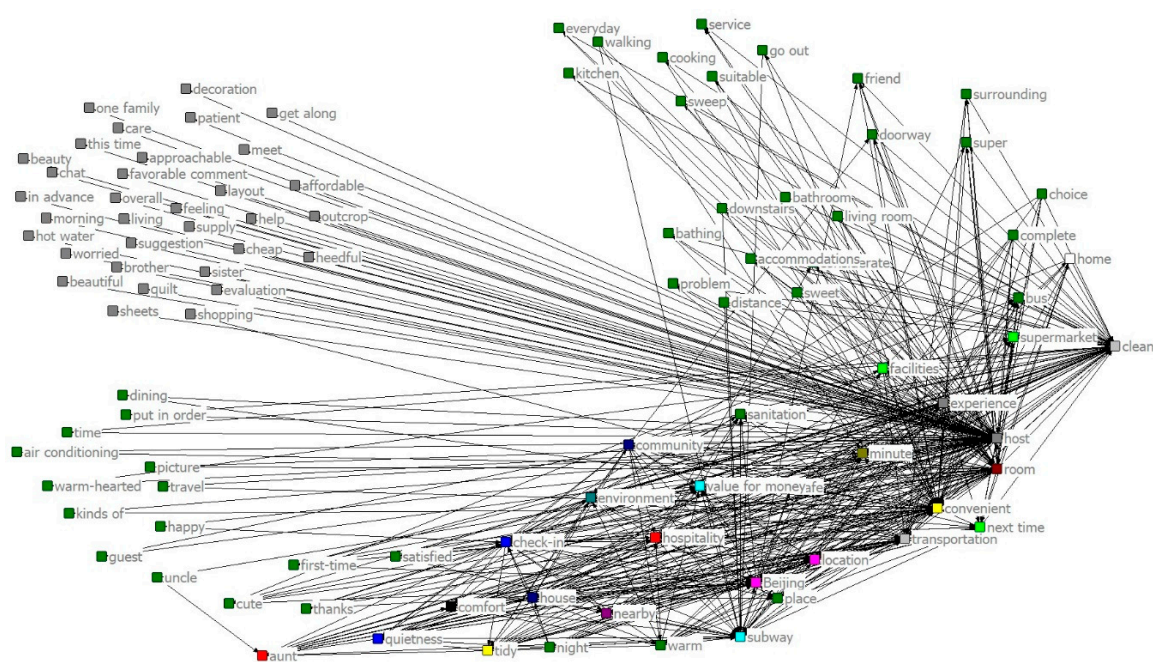 everyday
service
walking
go out
cooking
kitchen
suitable
friend
sweep
surrounding
decoration
one family
get along
patient
care
doorway
this time
super
meet
approachable
beauty
chat
favorable comment
affordable
layout
in advance
overall
bathroom
choice
feeling
downstairs
living room
morning
living
help
outcrop
supply
hot water
bathing
complete
suggestion
cheap
worried
heedful
accommodations
home
brother
sister
beautiful
quilt
evaluation
problem
sweet
bus
distance
sheets
shopping
supermarket
clean
facilities
dining
experience
put in order
sanitation
time
host
community
air conditioning
minute
picture
room
warm-hearted
travel
value for money
environment
convenient
kinds of
happy
next time
hospitality
transportation
check-in
guest
satisfied
first-time
location
uncle
Beijing
cute
thanks
comfort
house
place
nearby
quietness
subway
night
warm
tidy
aunt